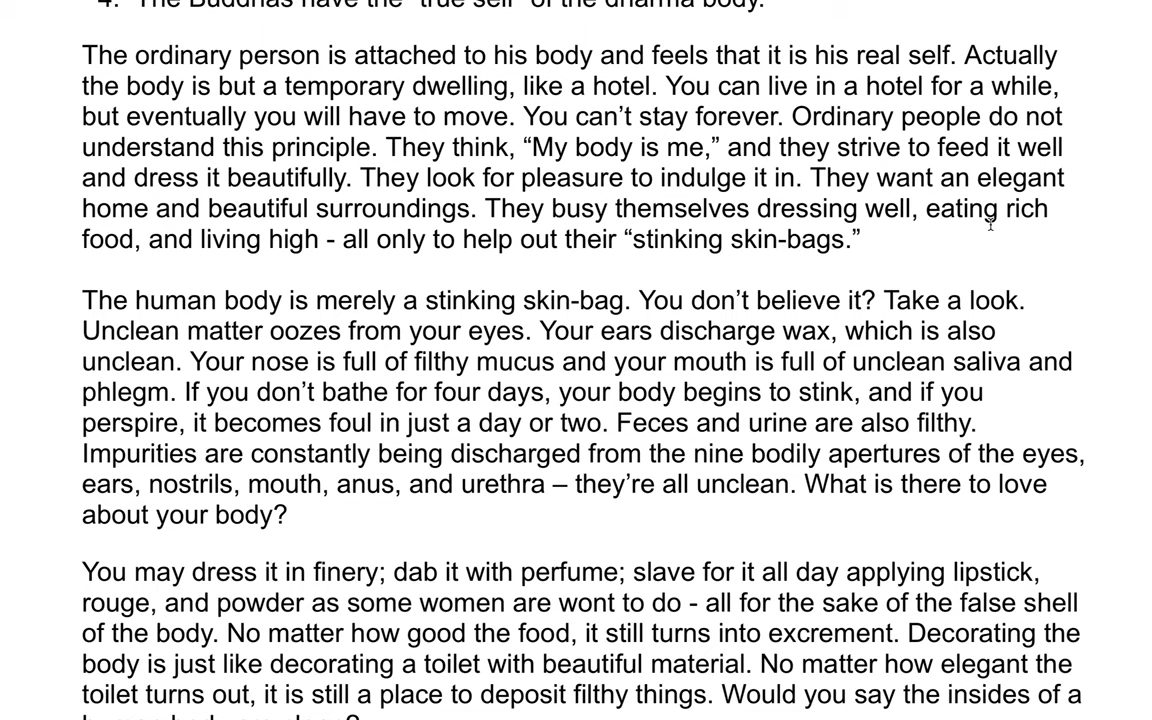 4. The Buddhas have the "true self" of the dharma body.
The ordinary person is attached to his body and feels that it is his real self. Actually
the body is but a temporary dwelling, like a hotel. You can live in a hotel for a while,
but eventually you will have to move. You can’t stay forever. Ordinary people do not
understand this principle. They think, “My body is me,” and they strive to feed it well
and dress it beautifully. They look for pleasure to indulge it in. They want an elegant
home and beautiful surroundings. They busy themselves dressing well, eating rich
food, and living high - all only to help out their “stinking skin-bags.”
The human body is merely a stinking skin-bag. You don’t believe it? Take a look.
Unclean matter oozes from your eyes. Your ears discharge wax, which is also
unclean. Your nose is full of filthy mucus and your mouth is full of unclean saliva and
phlegm. If you don’t bathe for four days, your body begins to stink, and if you
perspire, it becomes foul in just a day or two. Feces and urine are also filthy.
Impurities are constantly being discharged from the nine bodily apertures of the eyes,
ears, nostrils, mouth, anus, and urethra – they’re all unclean. What is there to love
about your body?
You may dress it in finery; dab it with perfume; slave for it all day applying lipstick,
rouge, and powder as some women are wont to do - all for the sake of the false shell
of the body. No matter how good the food, it still turns into excrement. Decorating the
body is just like decorating a toilet with beautiful material. No matter how elegant the
toilet turns out, it is still a place to deposit filthy things. Would you say the insides of a